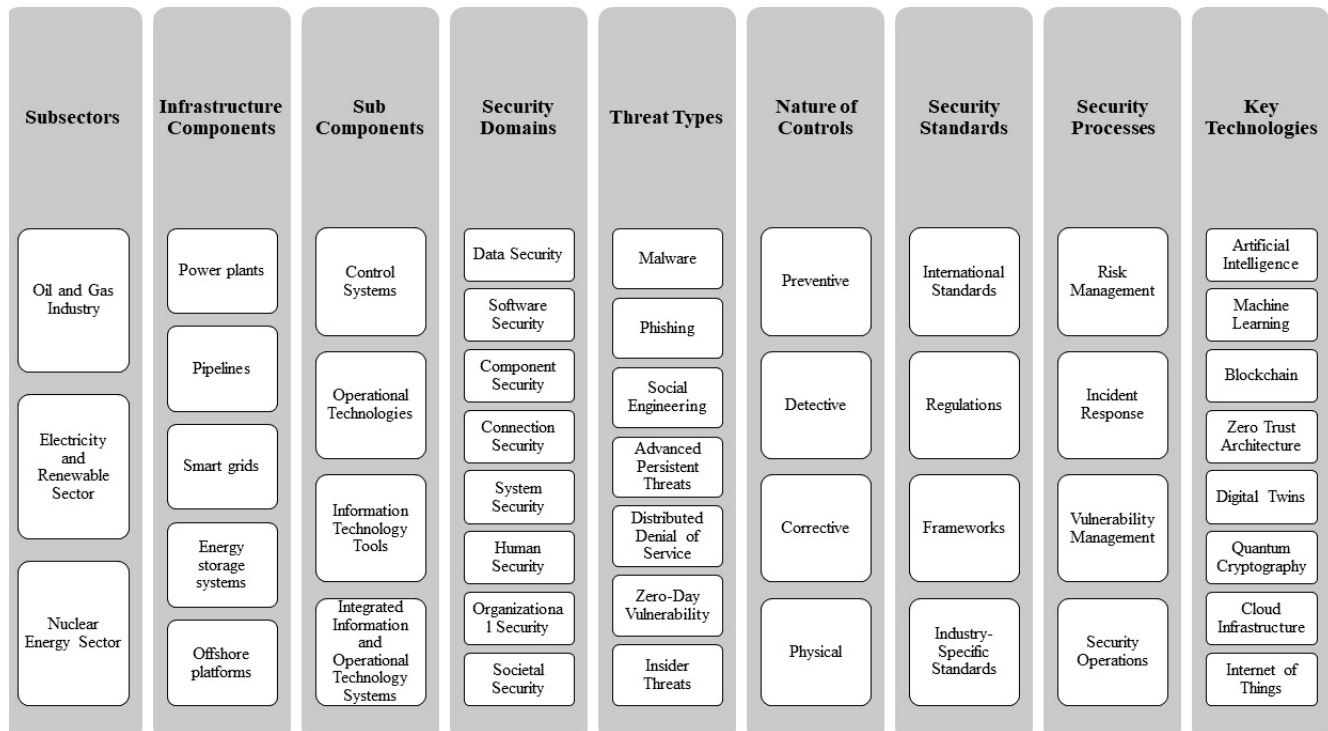 Subsectors
Oil and Gas
Industry
Electricity
and
Renewable
Sector
Nuclear
Energy Sector
Infrastructure
Components
Power plants
Pipelines
Smart grids
Energy
storage
systems
Offshore
platforms
Sub
Components
Control
Systems
Operational
Technologies
Information
Technology
Tools
Integrated
Information
and
Operational
Technology
Systems
Security
Domains
Data Security
Software
Security
Component
Security
Connection
Security
System
Security
Human
Security
Organizationa
l Security
Societal
Security
Threat Types
Malware
Phishing
Social
Engineering
Advanced
Persistent
Threats
Distributed
Denial of
Service
Zero-Day
Vulnerability
Insider
Threats
Nature of
Controls
Preventive
Detective
Corrective
Physical
Security
Standards
International
Standards
Regulations
Frameworks
Industry-
Specific
Standards
Security
Processes
Risk
Management
Incident
Response
Vulnerability
Management
Security
Operations
Key
Technologies
Artificial
Intelligence
Machine
Learning
Blockchain
Zero Trust
Architecture
Digital Twins
Quantum
Cryptography
Cloud
Infrastructure
Internet of
Things